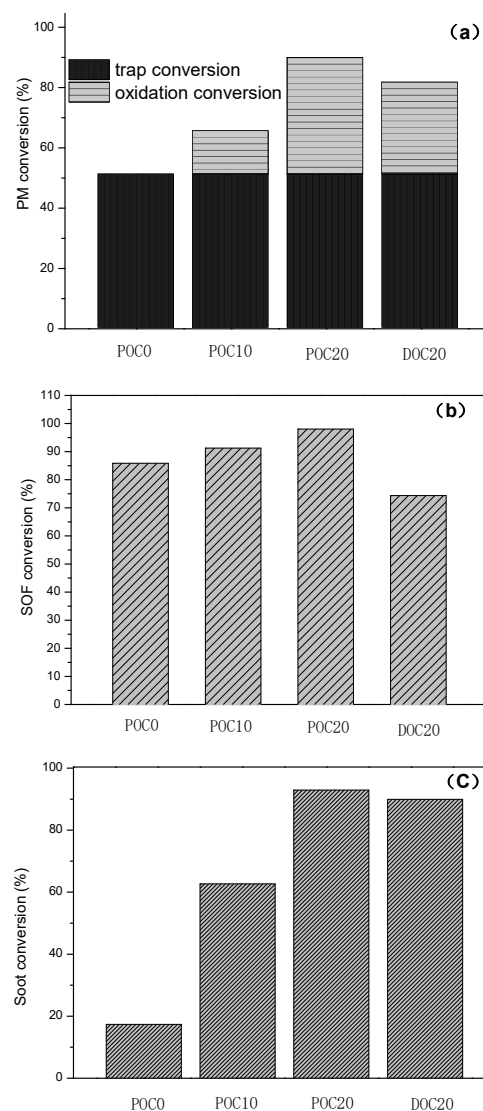 （a）
trap conversion
oxidation conversion
PM conversion (%)
100
80
60
40
20
0
POC0 POC10 POC20 DOC20
（b）
SOF conversion (%)
110
100
90
80
70
60
50
40
30
20
10
0
POC0 POC10 POC20 DOC20
（C）
Soot conversion (%)
100
80
60
40
20
0
POC0 POC10 POC20 DOC20